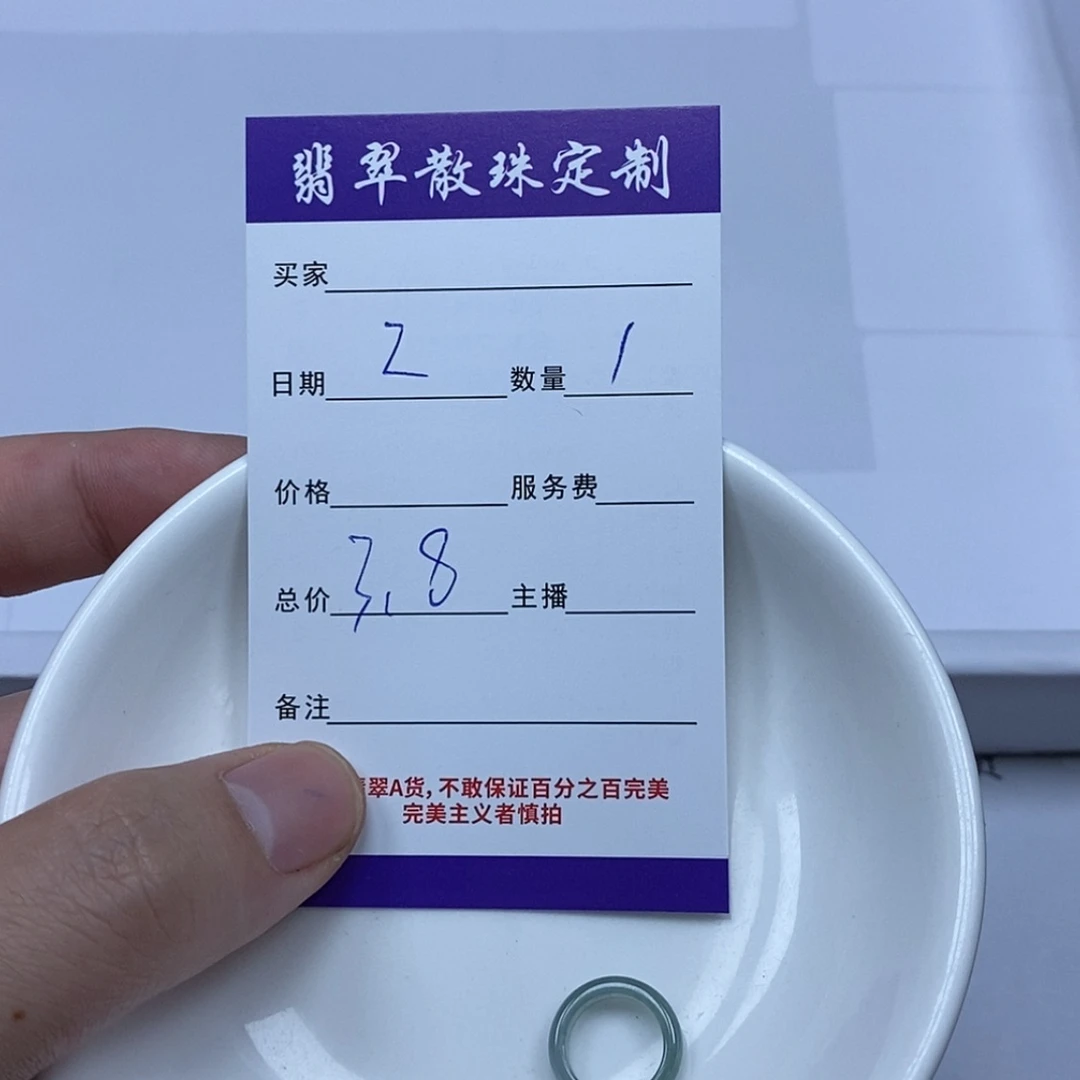 翡翠散珠定制
买家
日期 2 数量 1
价格 服务费
总价 3,8 主播
备注
翠A货,不敢保证百分之百完美
完美主义者慎拍